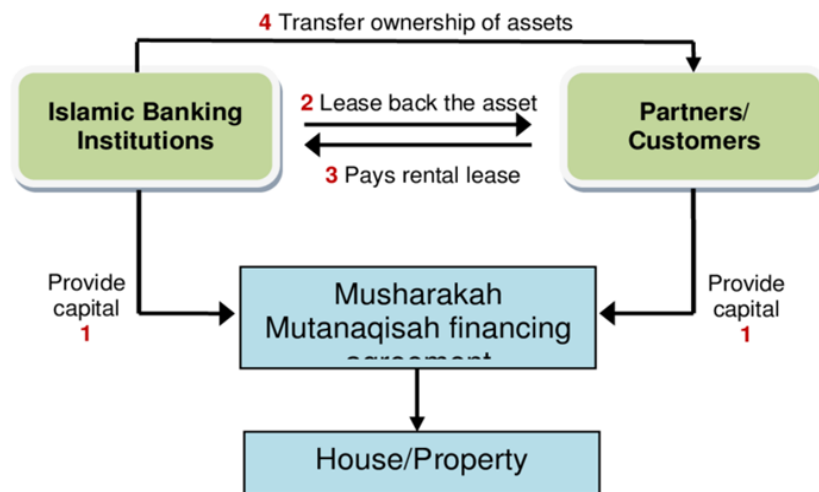 4 Transfer ownership of assets
Islamic Banking
Institutions
2 Lease back the asset
3 Pays rental lease
Partners/
Customers
Provide
capital
1
Musharakah
Mutanaqisah financing
agreement
Provide
capital
1
House/Property